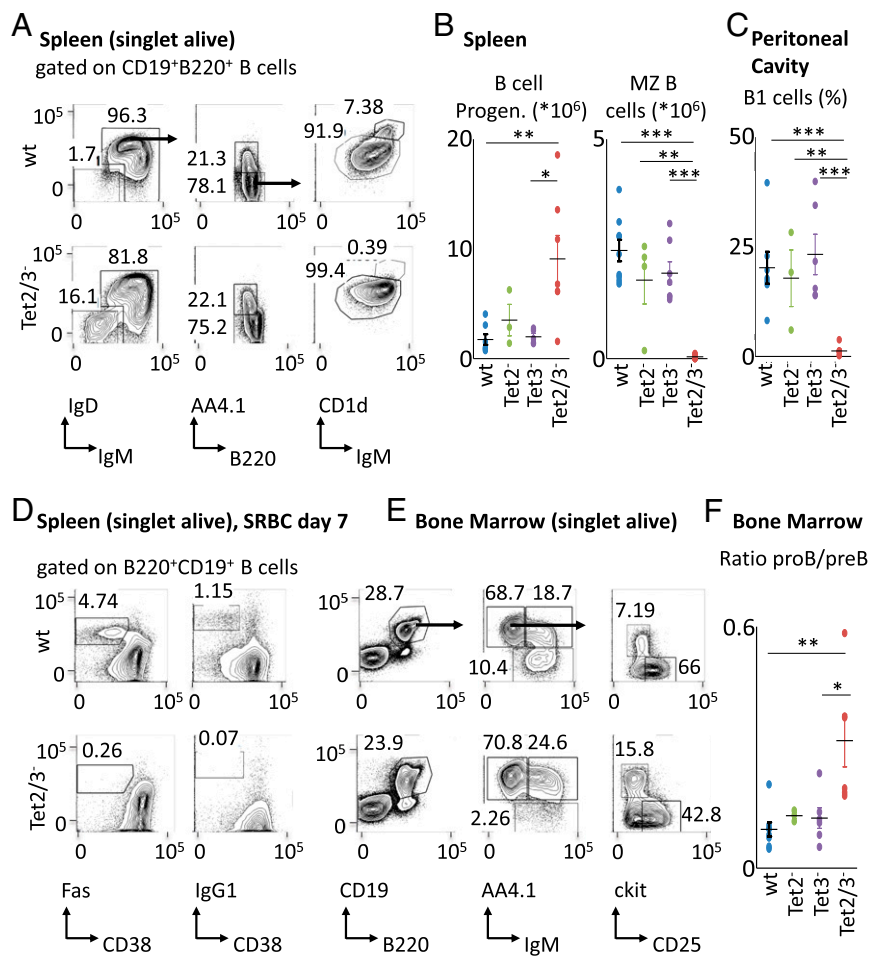 A Spleen (singlet alive)
gated on CD19+B220+ B cells
96.3
7.38
10⁵
91.9
wt
1.7
21.3
78.1
0
0 10⁵
0 10⁵
0 10⁵
81.8
0.39
10⁵
99.4
Tet2/3-
16.1
22.1
75.2
0
0 10⁵
0 10⁵
0 10⁵
IgD
IgM
AA4.1
B220
CD1d
IgM
B Spleen
B cell
Progen. (*10⁶)
20
**
*
10
0
wt Tet2- Tet3- Tet2/3-
MZ B
cells (*10⁶)
5
***
**
***
0
wt Tet2- Tet3- Tet2/3-
C Peritoneal
Cavity
B1 cells (%)
50
***
**
***
25
0
wt Tet2- Tet3- Tet2/3-
D Spleen (singlet alive), SRBC day 7
gated on B220+CD19+ B cells
10⁵
4.74
1.15
wt
0
0 10⁵
0 10⁵
10⁵
0.26
0.07
Tet2/3-
0
0 10⁵
0 10⁵
Fas
CD38
IgG1
CD38
E Bone Marrow (singlet alive)
28.7
68.7 18.7
7.19
10⁵
10.4
66
0
0 10⁵
0 10⁵
0 10⁵
23.9
70.8 24.6
15.8
10⁵
2.26
42.8
0
0 10⁵
0 10⁵
0 10⁵
CD19
B220
AA4.1
IgM
ckit
CD25
F Bone Marrow
Ratio proB/preB
0.6
**
*
0
wt Tet2- Tet3- Tet2/3-